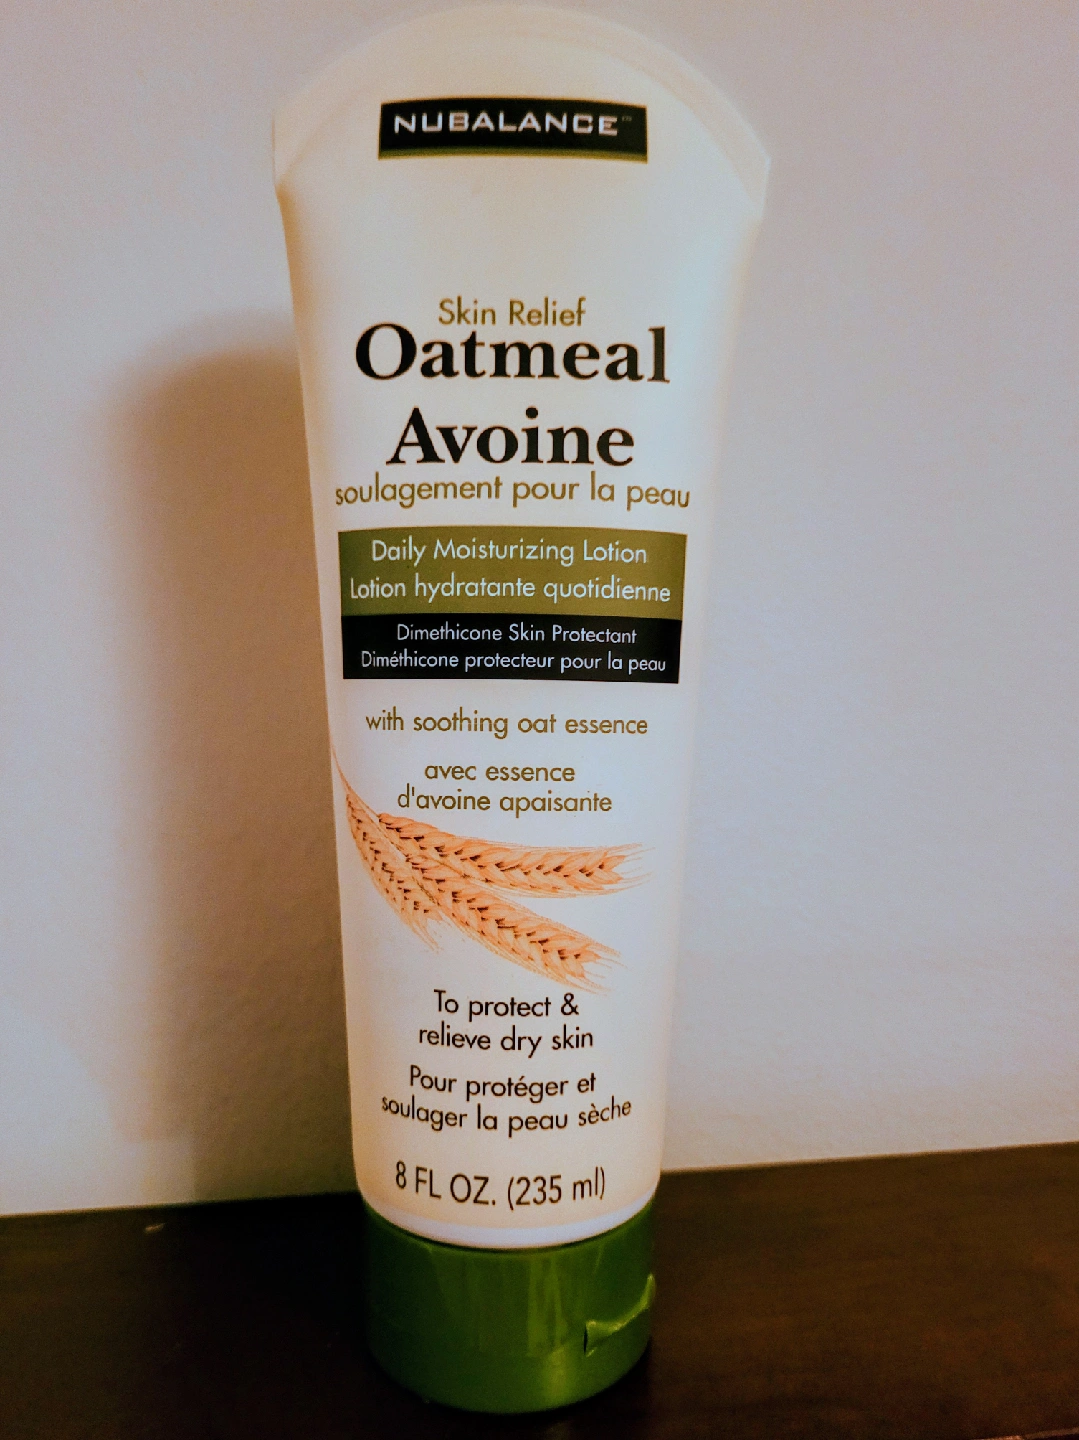 NUBALANCE™
Skin Relief
Oatmeal
Avoine
soulagement pour la peau
Daily Moisturizing Lotion
Lotion hydratante quotidienne
Dimethicone Skin Protectant
Diméthicone protecteur pour la peau
with soothing oat essence
avec essence
d'avoine apaisante
To protect &
relieve dry skin
Pour protéger et
soulager la peau sèche
8 FL OZ. (235 ml)